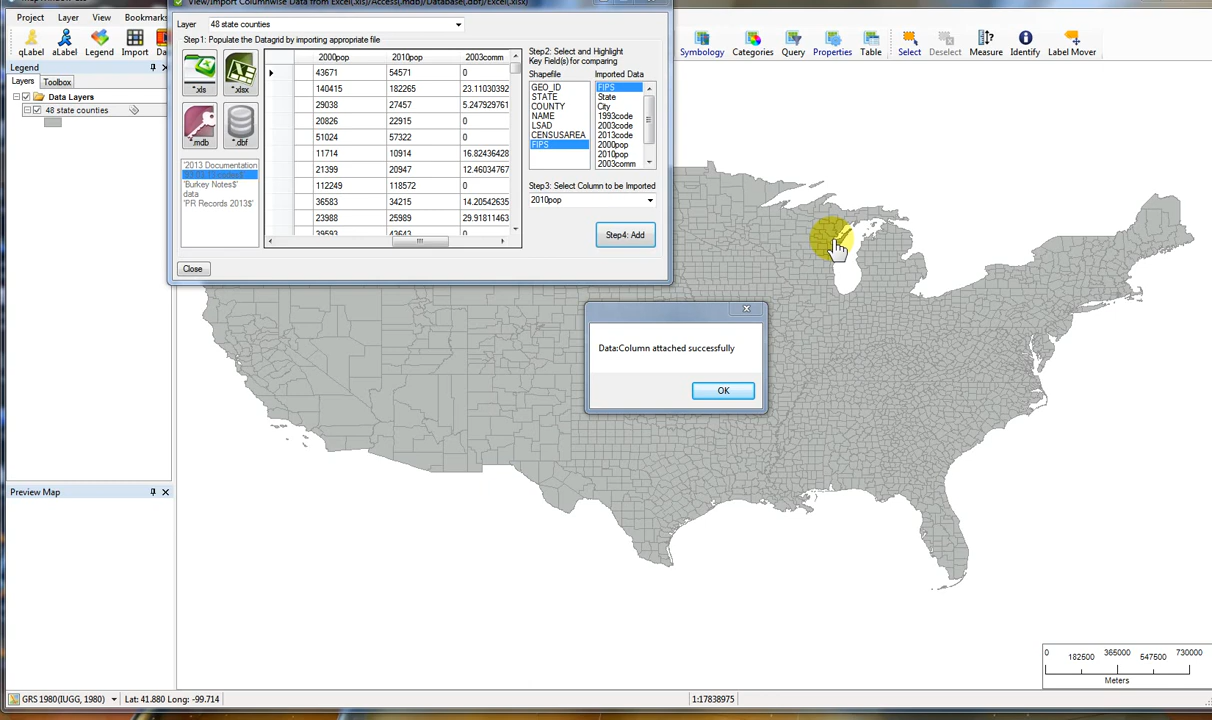 View/Import Columnwise Data from Excel(.xls)/Access(.mdb)/Database(.dbf)/Excel(.xlsx)
Project Layer View Bookmarks
Layer 48 state counties
qLabel aLabel Legend Import
Symbology Categories Query Properties Table Select Deselect Measure Identify Label Mover
Legend
Layers Toolbox
Data Layers
48 state counties
Step1: Populate the Datagrid by importing appropriate file
*.xls *.xlsx
*.mdb *.dbf
'2013 Documentation
'Burkey Notes$'
data
'PR Records 2013$'
2000pop 2010pop 2003comm
43671 54571 0
140415 182265 23.11030392
29038 27457 5.247929761
20826 22915 0
51024 57322 0
11714 10914 16.82436428
21399 20947 12.46034767
112249 118572 0
36583 34215 14.20542635
23988 25989 29.91811463
39593 43643 0
Step2: Select and Highlight
Key Field(s) for comparing
Shapefile Imported Data
GEO_ID
STATE
COUNTY
NAME
LSAD
CENSUSAREA
FIPS
FIPS
State
City
1993code
2003code
2013code
2000pop
2010pop
2003comm
Step3: Select Column to be Imported
2010pop
Step4: Add
Close
Data:Column attached successfully
OK
Preview Map
0 182500 365000 547500 730000
Meters
GRS 1980(IUGG, 1980) Lat: 41.880 Lng: -99.714 1:17838975